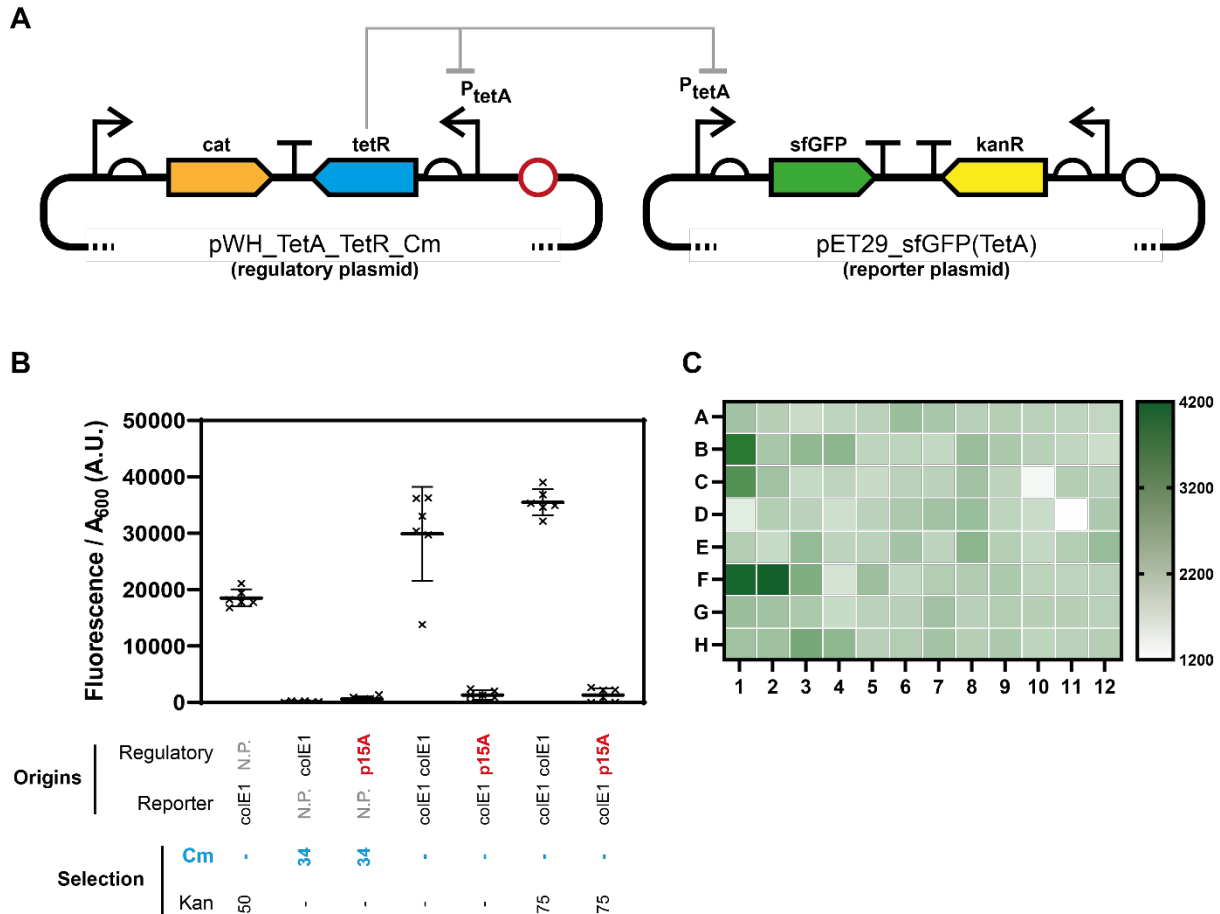 A
P_tetA
P_tetA
cat
tetR
sfGFP
kanR
pWH_TetA_TetR_Cm
(regulatory plasmid)
pET29_sfGFP(TetA)
(reporter plasmid)
B
Fluorescence / A600 (A.U.)
50000
40000
30000
20000
10000
0
Origins
Regulatory
N.P. colE1 p15A colE1 p15A colE1 p15A
Reporter
colE1 N.P. N.P. colE1 colE1 colE1 colE1
Selection
Cm
- 34 34 - - - -
Kan
50 - - - - 75 75
C
A
B
C
D
E
F
G
H
1 2 3 4 5 6 7 8 9 10 11 12
4200
3200
2200
1200